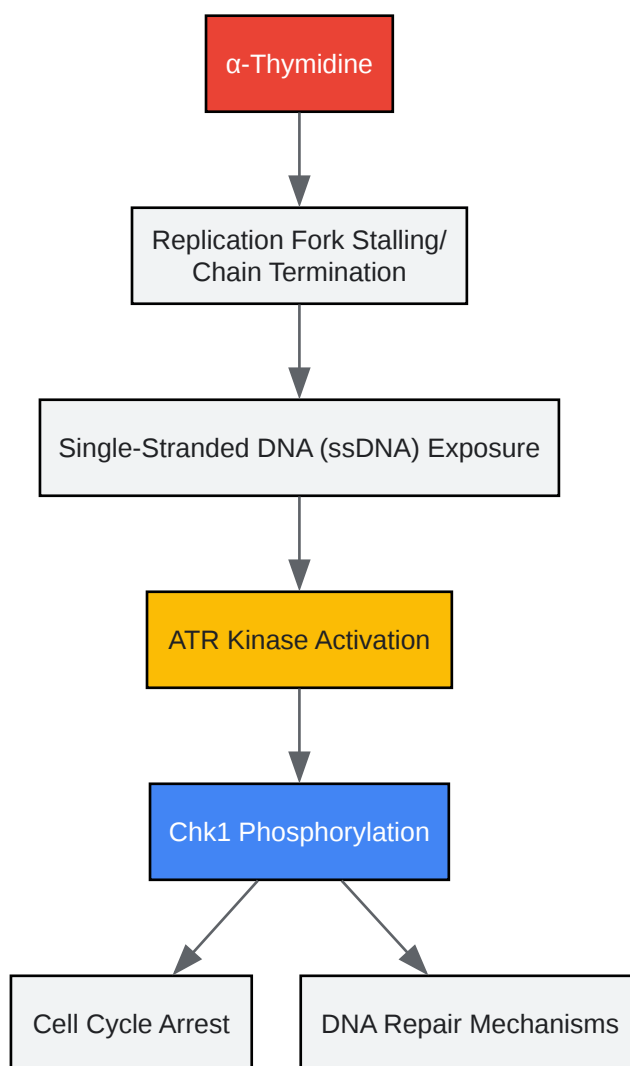 α-Thymidine
Replication Fork Stalling/
Chain Termination
Single-Stranded DNA (ssDNA) Exposure
ATR Kinase Activation
Chk1 Phosphorylation
Cell Cycle Arrest
DNA Repair Mechanisms